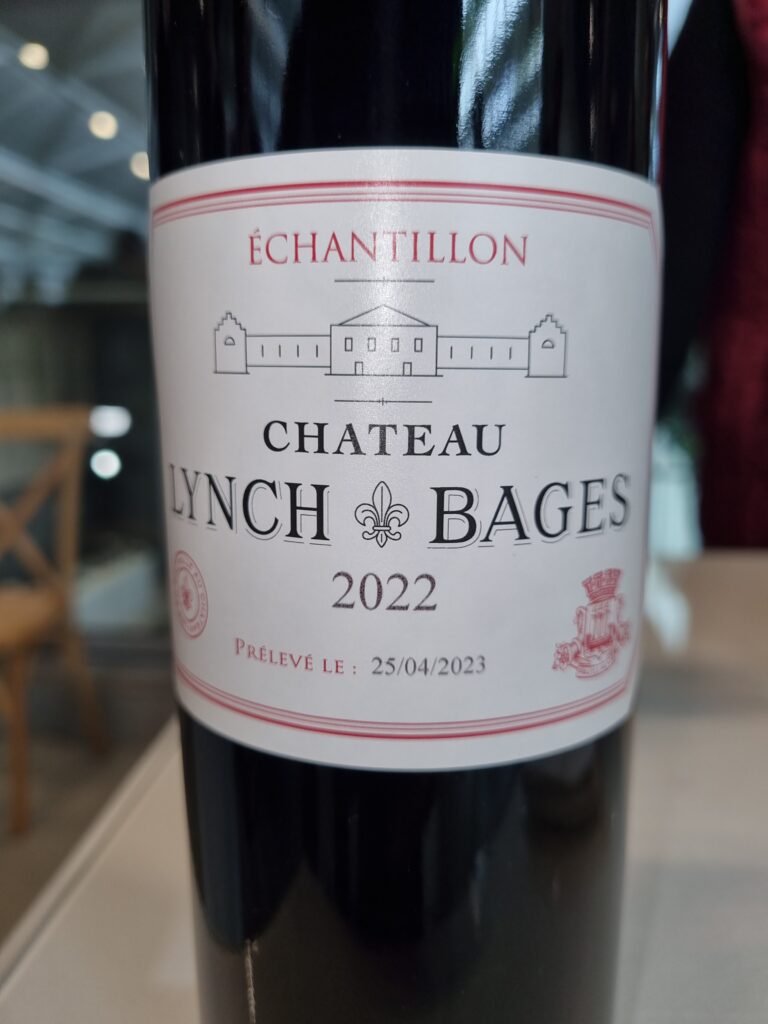 ÉCHANTILLON
CHATEAU
LYNCH BAGES
2022
PRÉLEVÉ LE : 25/04/2023